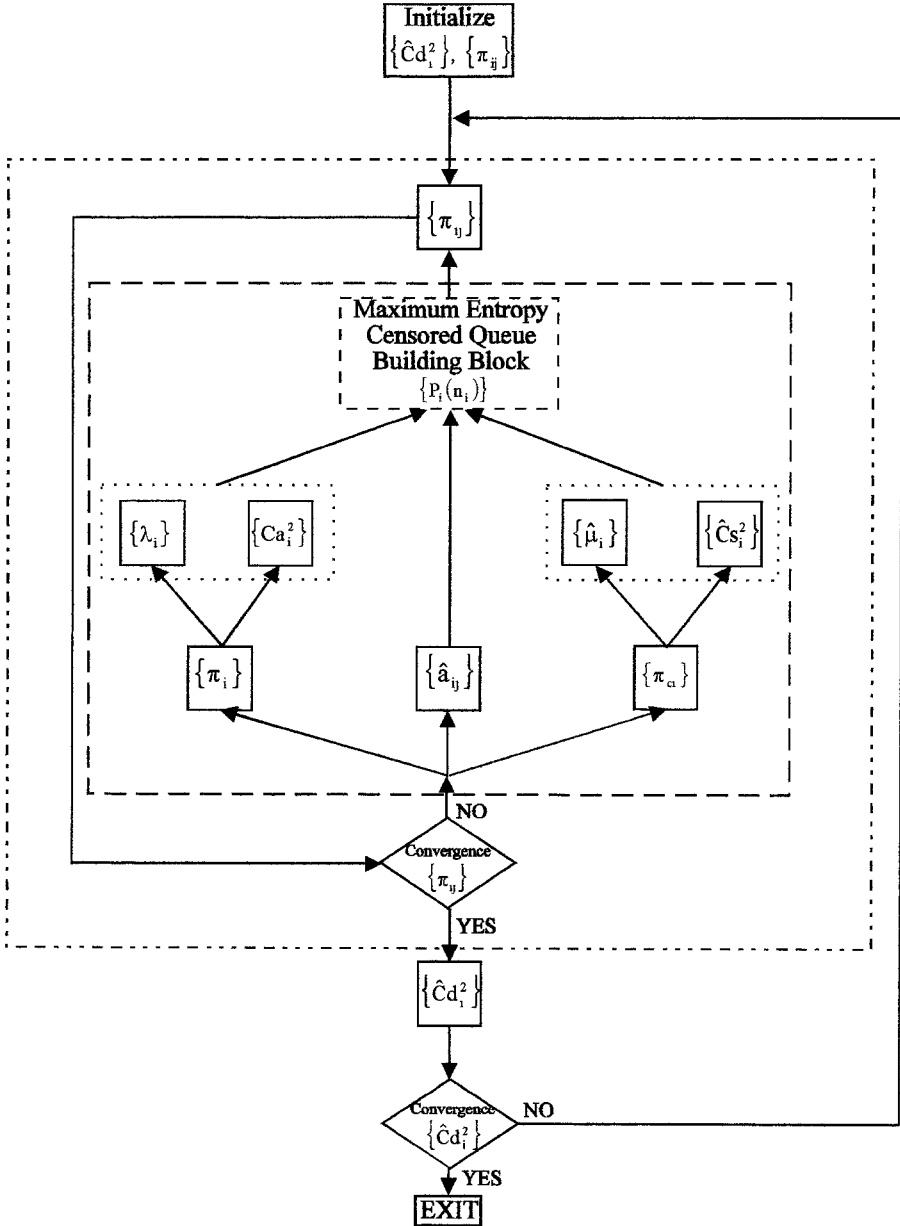 Initialize
{Ĉd_i^2}, {π_ij}
{π_ij}
Maximum Entropy
Censored Queue
Building Block
{P_i(n_i)}
{λ_i} {Ca_i^2} {μ̂_i} {Ĉs_i^2}
{π_i} {â_ij} {π_ci}
NO
Convergence
{π_ij}
YES
{Ĉd_i^2}
Convergence NO
{Ĉd_i^2}
YES
EXIT